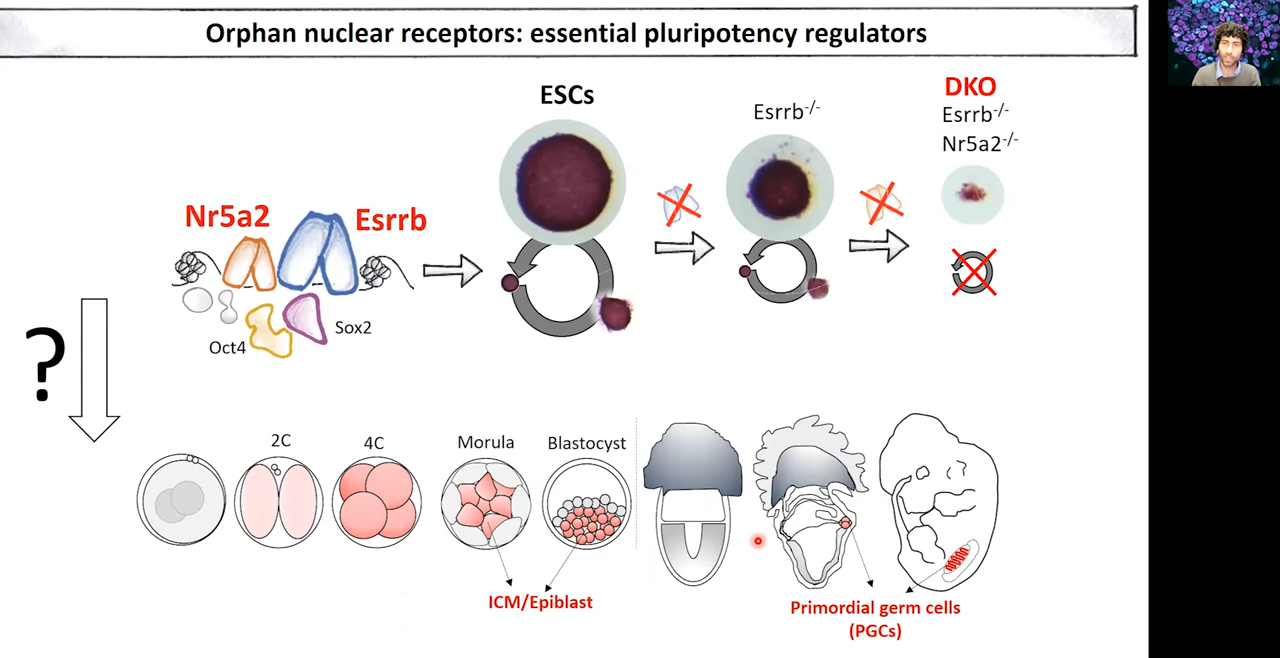 Orphan nuclear receptors: essential pluripotency regulators
ESCs
Esrrb-/-
DKO
Esrrb-/-
Nr5a2-/-
Nr5a2
Esrrb
Sox2
Oct4
?
2C
4C
Morula
Blastocyst
ICM/Epiblast
Primordial germ cells
(PGCs)